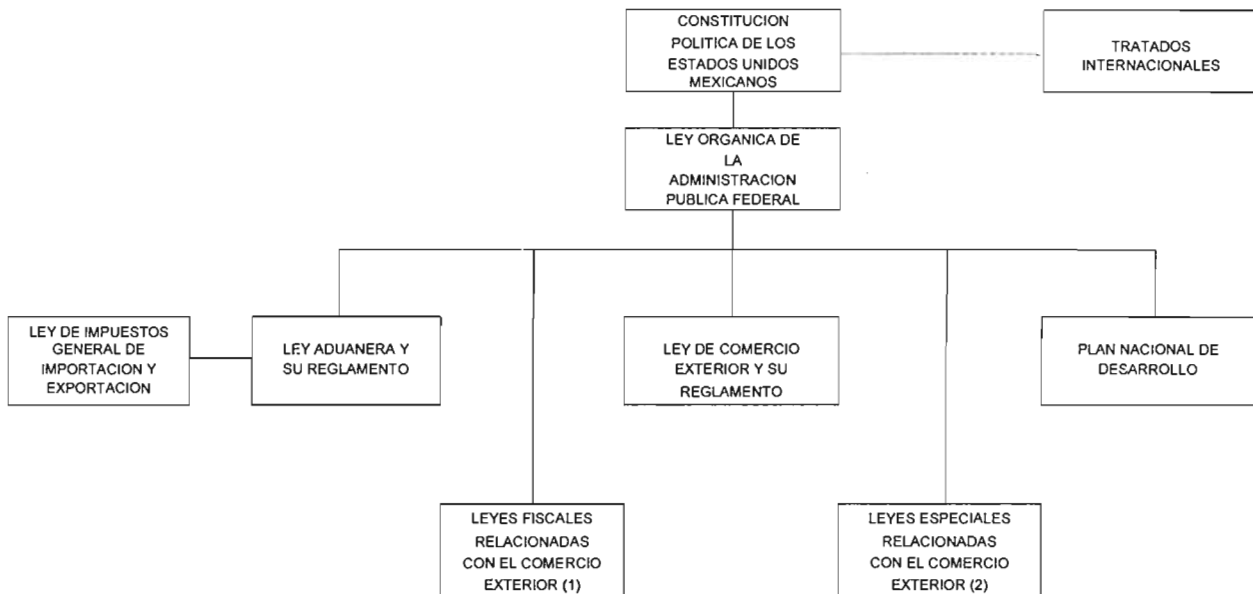 CONSTITUCION
POLITICA DE LOS
ESTADOS UNIDOS
MEXICANOS
TRATADOS
INTERNACIONALES
LEY ORGANICA DE
LA
ADMINISTRACION
PUBLICA FEDERAL
LEY DE IMPUESTOS
GENERAL DE
IMPORTACION Y
EXPORTACION
LEY ADUANERA Y
SU REGLAMENTO
LEY DE COMERCIO
EXTERIOR Y SU
REGLAMENTO
PLAN NACIONAL DE
DESARROLLO
LEYES FISCALES
RELACIONADAS
CON EL COMERCIO
EXTERIOR (1)
LEYES ESPECIALES
RELACIONADAS
CON EL COMERCIO
EXTERIOR (2)